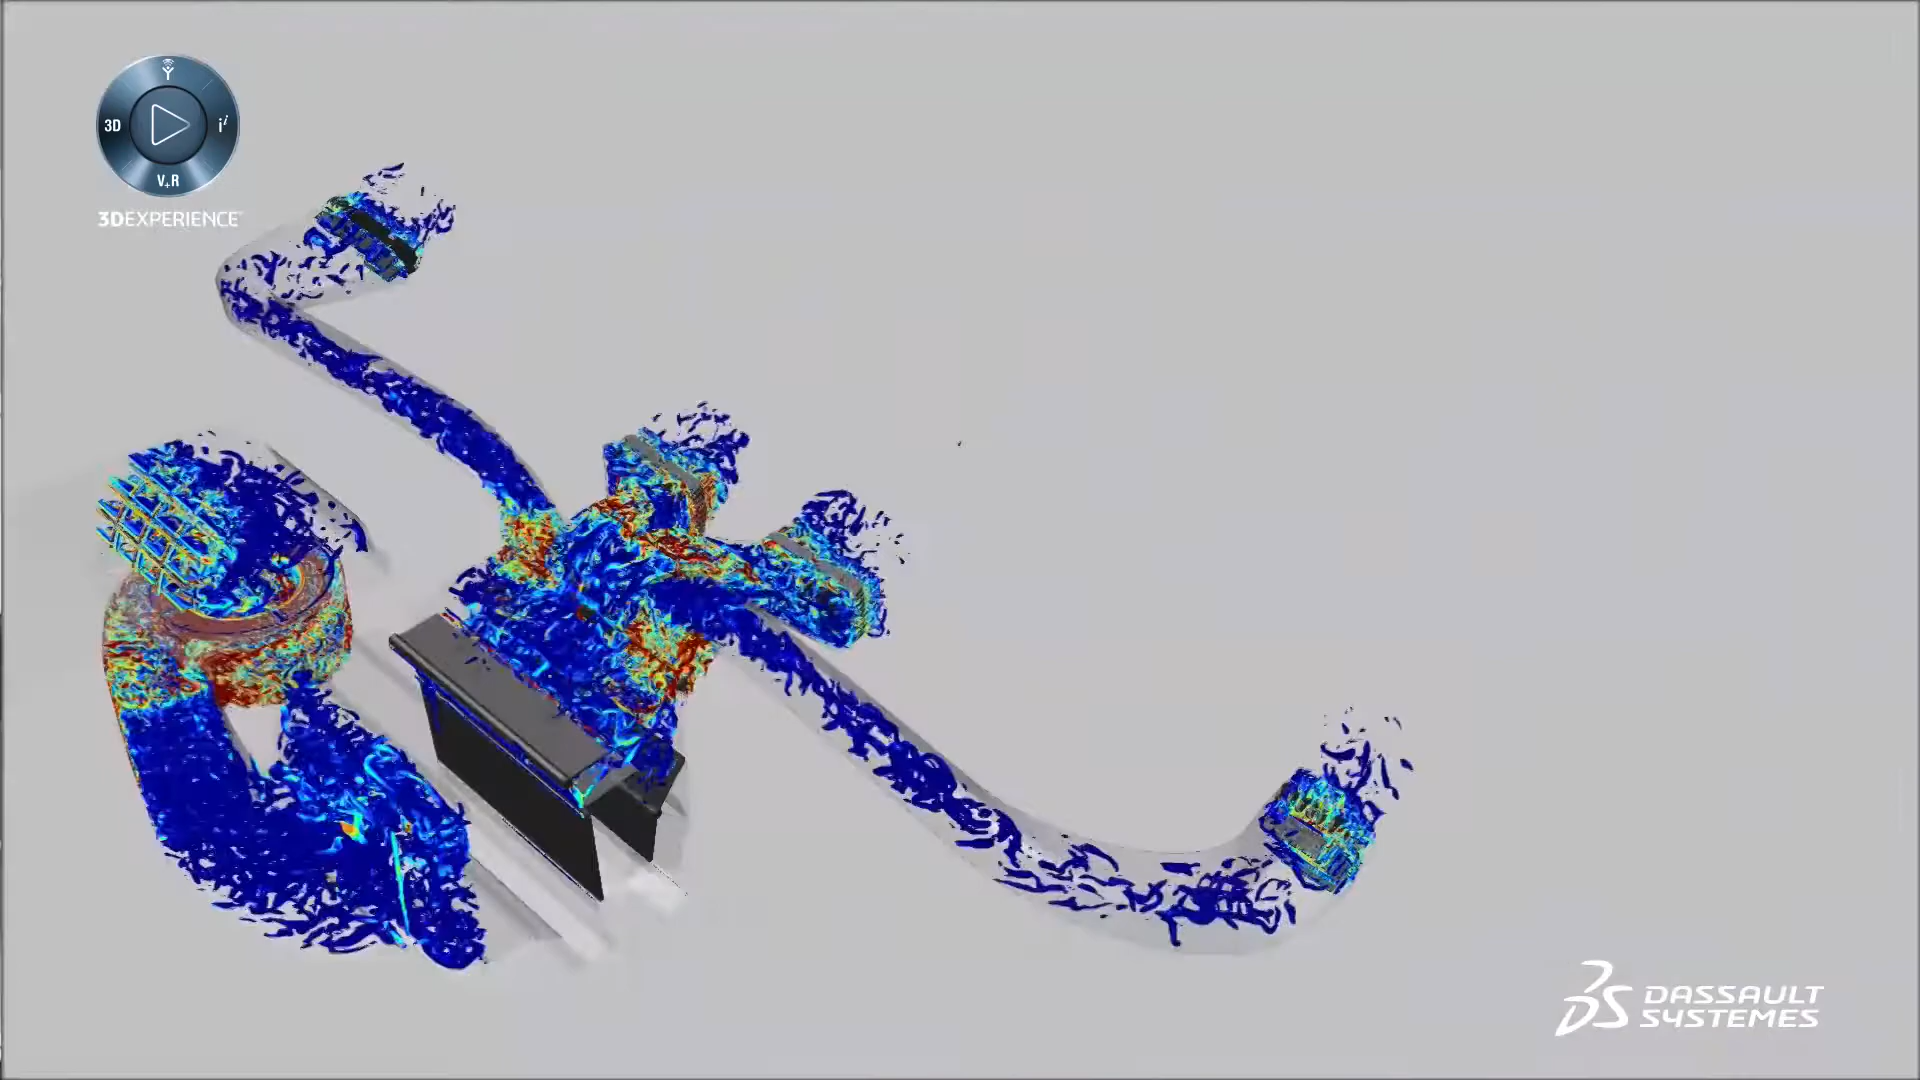 3D
i i
V+R
3DEXPERIENCE
DASSAULT
SYSTEMES